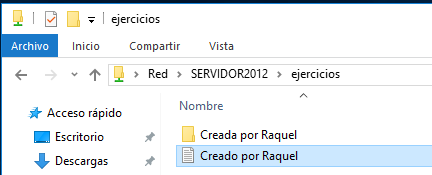 ejercicios
Archivo Inicio Compartir Vista
Red SERVIDOR2012 ejercicios
Acceso rápido
Escritorio
Descargas
Nombre
Creada por Raquel
Creado por Raquel